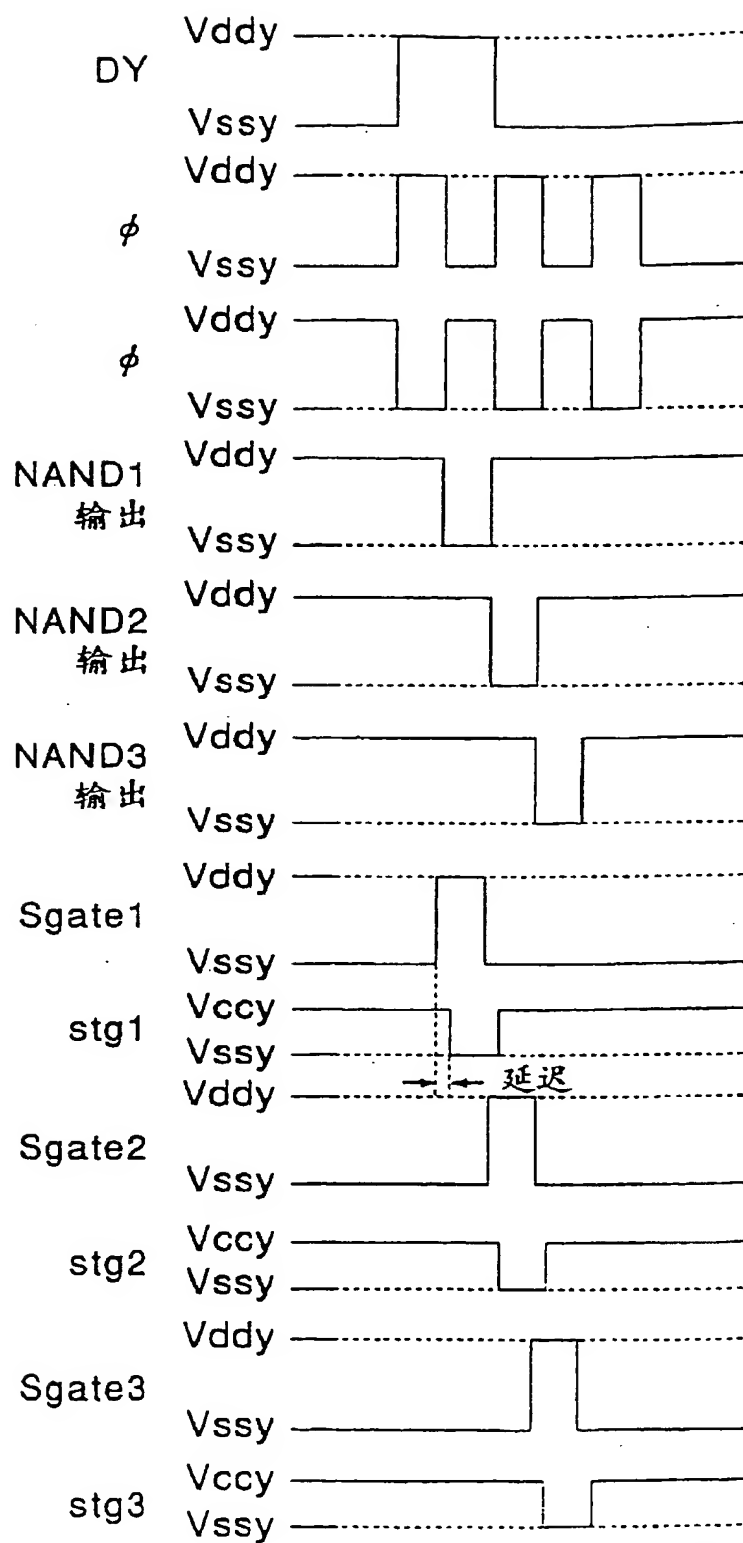 Vddy
DY
Vssy
Vddy
ϕ
Vssy
Vddy
ϕ
Vssy
Vddy
NAND1
输出
Vssy
Vddy
NAND2
输出
Vssy
Vddy
NAND3
输出
Vssy
Vddy
Sgate1
Vssy
Vccy
stg1
Vssy
延迟
Vddy
Sgate2
Vssy
Vccy
stg2
Vssy
Vddy
Sgate3
Vssy
Vccy
stg3
Vssy